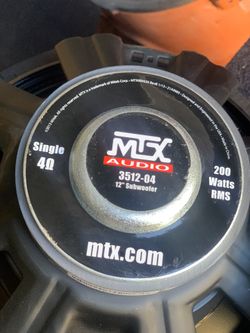 MTX
AUDIO
3512-04
12" Subwoofer
Single
4Ω
200
Watts
RMS
mtx.com